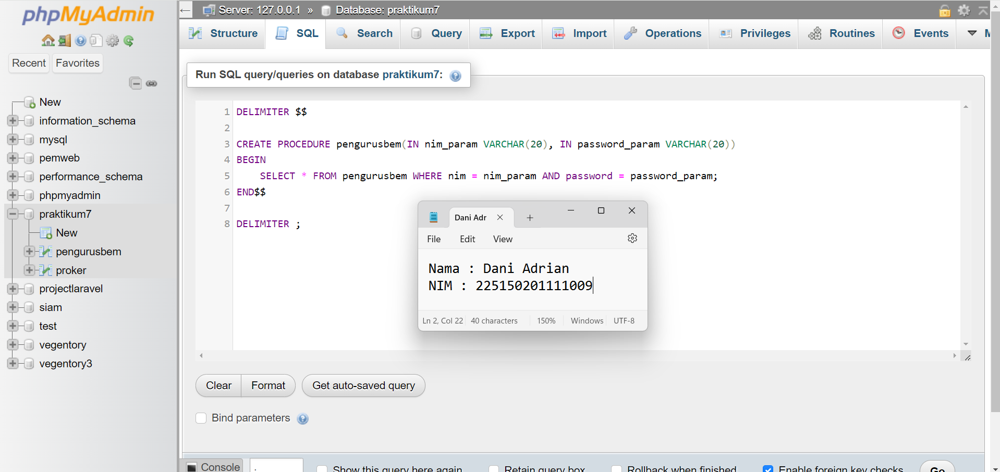 phpMyAdmin
Recent
Favorites
New
information_schema
mysql
pemweb
performance_schema
phpmyadmin
praktikum7
New
pengurusbem
proker
projectlaravel
siam
test
vegentory
vegentory3
Server: 127.0.0.1 » Database: praktikum7
Structure
SQL
Search
Query
Export
Import
Operations
Privileges
Routines
Events
Run SQL query/queries on database praktikum7:
1 DELIMITER $$
2
3 CREATE PROCEDURE pengurusbem(IN nim_param VARCHAR(20), IN password_param VARCHAR(20))
4 BEGIN
5 SELECT * FROM pengurusbem WHERE nim = nim_param AND password = password_param;
6 END$$
7
8 DELIMITER ;
Dani Adr
File Edit View
Nama : Dani Adrian
NIM : 225150201111009
Ln 2, Col 22 40 characters 150% Windows UTF-8
Clear
Format
Get auto-saved query
Bind parameters
Console
Show this query here again
Retain query box
Rollback when finished
Enable foreign key checks
Go